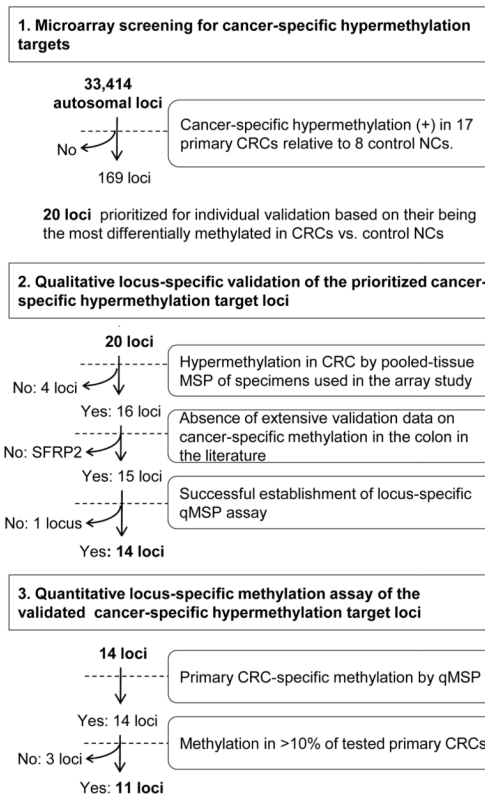 1. Microarray screening for cancer-specific hypermethylation
targets
33,414
autosomal loci
Cancer-specific hypermethylation (+) in 17
primary CRCs relative to 8 control NCs.
No
169 loci
20 loci prioritized for individual validation based on their being
the most differentially methylated in CRCs vs. control NCs
2. Qualitative locus-specific validation of the prioritized cancer-
specific hypermethylation target loci
20 loci
Hypermethylation in CRC by pooled-tissue
MSP of specimens used in the array study
No: 4 loci
Yes: 16 loci
Absence of extensive validation data on
cancer-specific methylation in the colon in
the literature
No: SFRP2
Yes: 15 loci
Successful establishment of locus-specific
qMSP assay
No: 1 locus
Yes: 14 loci
3. Quantitative locus-specific methylation assay of the
validated cancer-specific hypermethylation target loci
14 loci
Primary CRC-specific methylation by qMSP
Yes: 14 loci
Methylation in >10% of tested primary CRCs
No: 3 loci
Yes: 11 loci